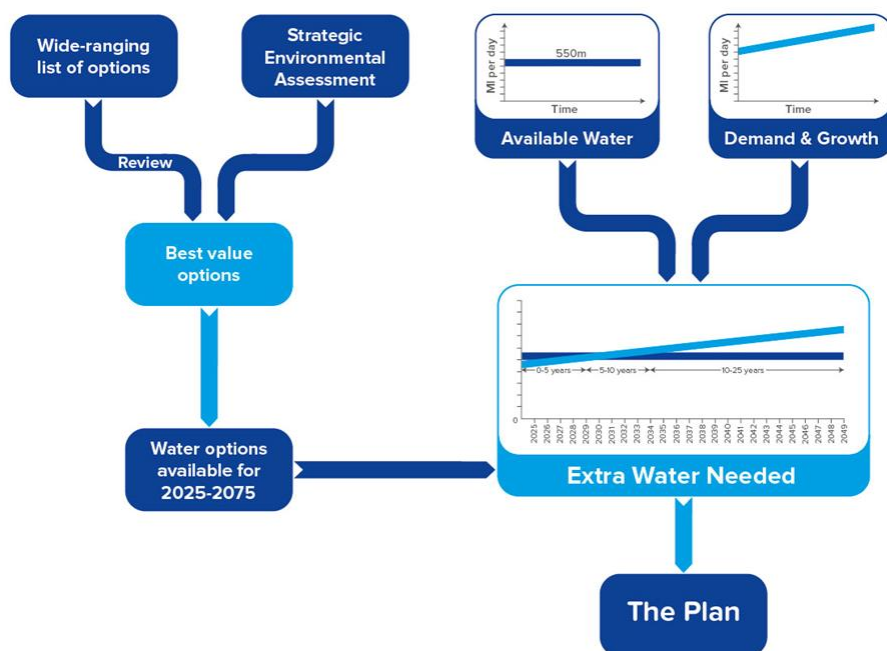 Wide-ranging
list of options
Strategic
Environmental
Assessment
Review
Best value
options
Water options
available for
2025-2075
Ml per day
550m
Time
Available Water
Ml per day
Time
Demand & Growth
0-5 years
5-10 years
10-25 years
0
2025
2026
2027
2028
2029
2030
2031
2032
2033
2034
2035
2036
2037
2038
2039
2040
2041
2042
2043
2044
2045
2046
2047
2048
2049
Extra Water Needed
The Plan